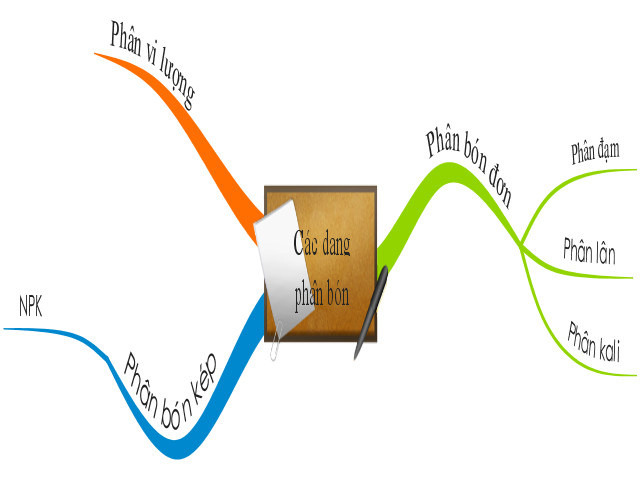 Phân vi lượng
Phân bón đơn
Phân đạm
Phân lân
Phân kali
Các dang
phân bón
NPK
Phân bón kép